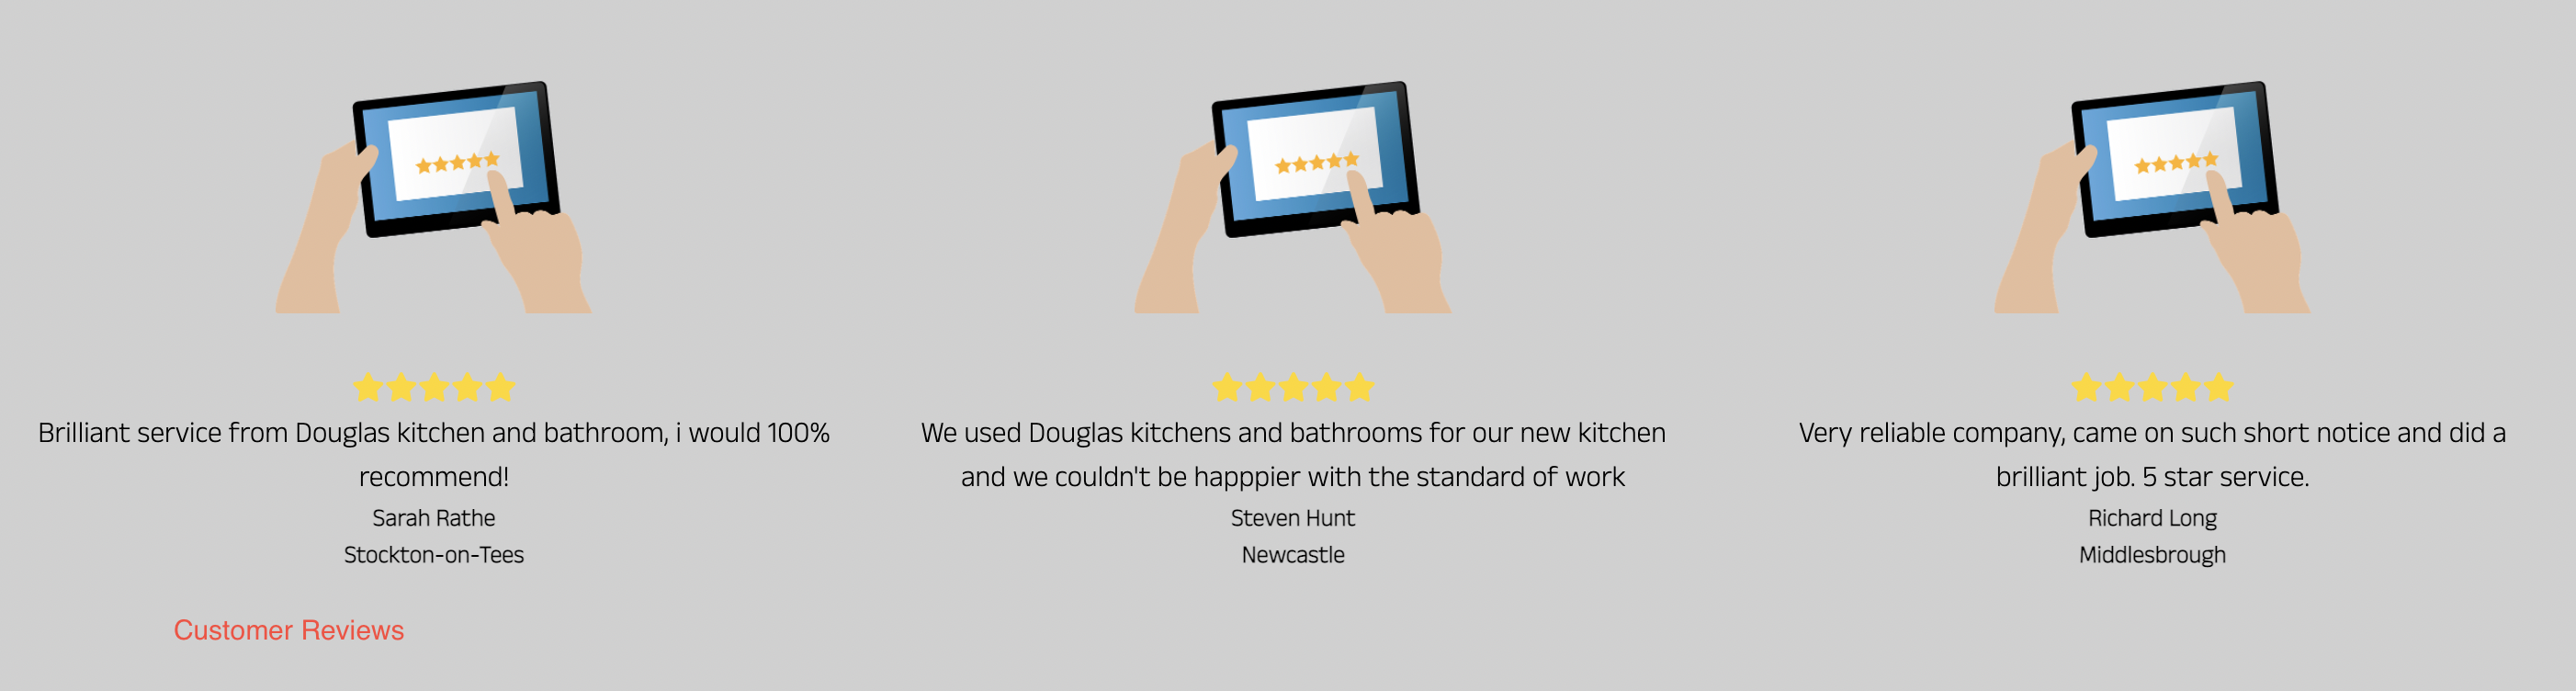 Brilliant service from Douglas kitchen and bathroom, i would 100%
recommend!
Sarah Rathe
Stockton-on-Tees
We used Douglas kitchens and bathrooms for our new kitchen
and we couldn't be happpier with the standard of work
Steven Hunt
Newcastle
Very reliable company, came on such short notice and did a
brilliant job. 5 star service.
Richard Long
Middlesbrough
Customer Reviews